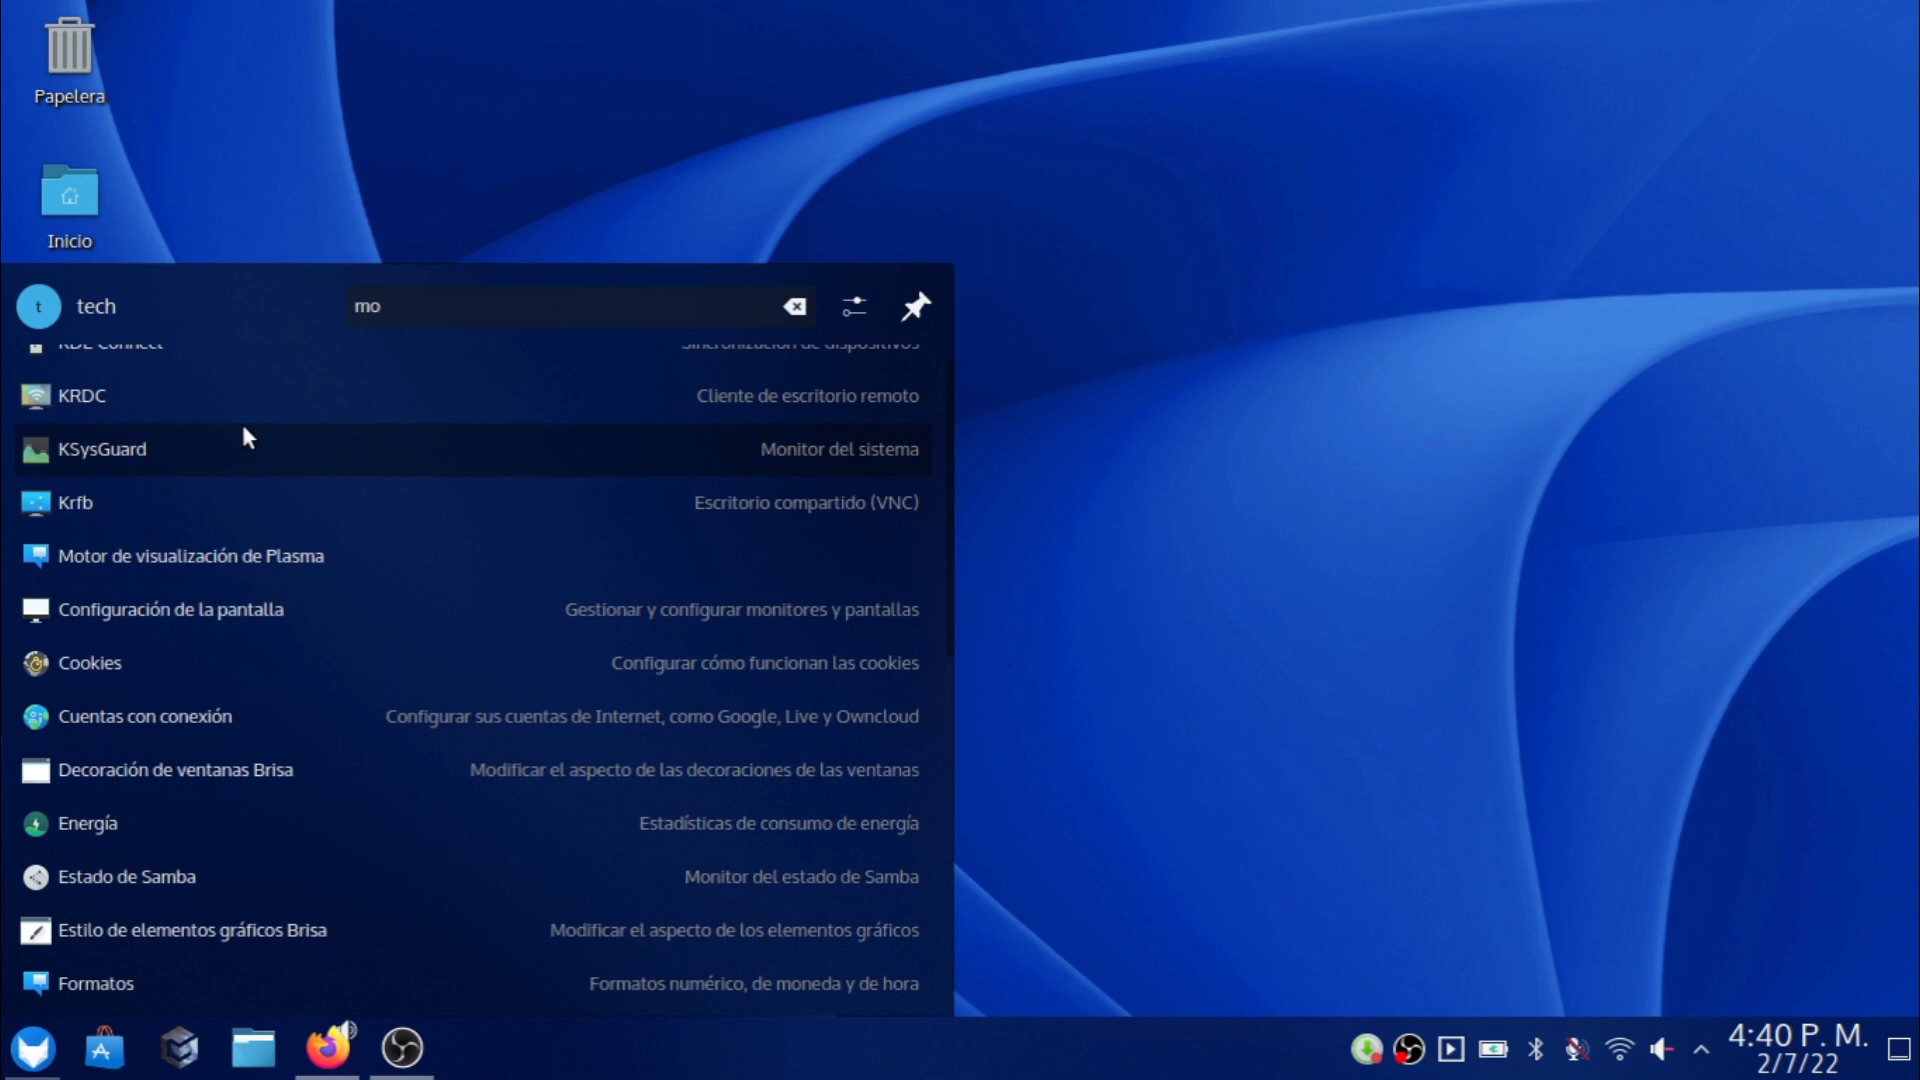 Papelera
Inicio
t
tech
mo
KDE Connect Sincronización de dispositivos
KRDC Cliente de escritorio remoto
KSysGuard Monitor del sistema
Krfb Escritorio compartido (VNC)
Motor de visualización de Plasma
Configuración de la pantalla Gestionar y configurar monitores y pantallas
Cookies Configurar cómo funcionan las cookies
Cuentas con conexión Configurar sus cuentas de Internet, como Google, Live y Owncloud
Decoración de ventanas Brisa Modificar el aspecto de las decoraciones de las ventanas
Energía Estadísticas de consumo de energía
Estado de Samba Monitor del estado de Samba
Estilo de elementos gráficos Brisa Modificar el aspecto de los elementos gráficos
Formatos Formatos numérico, de moneda y de hora
4:40 P. M.
2/7/22